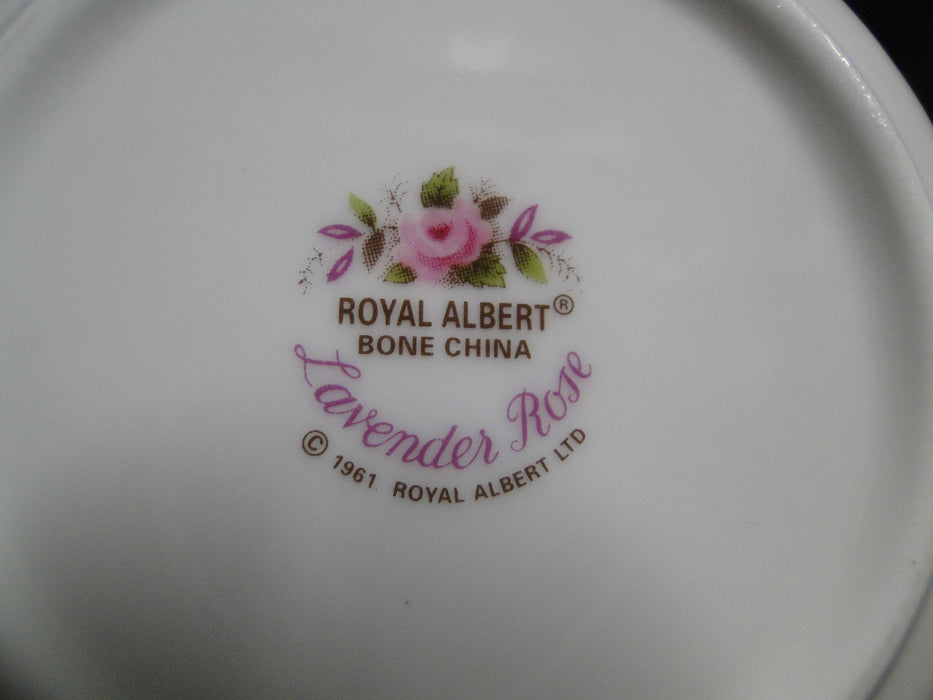 ROYAL ALBERT®
BONE CHINA
Lavender Rose
© 1961 ROYAL ALBERT LTD